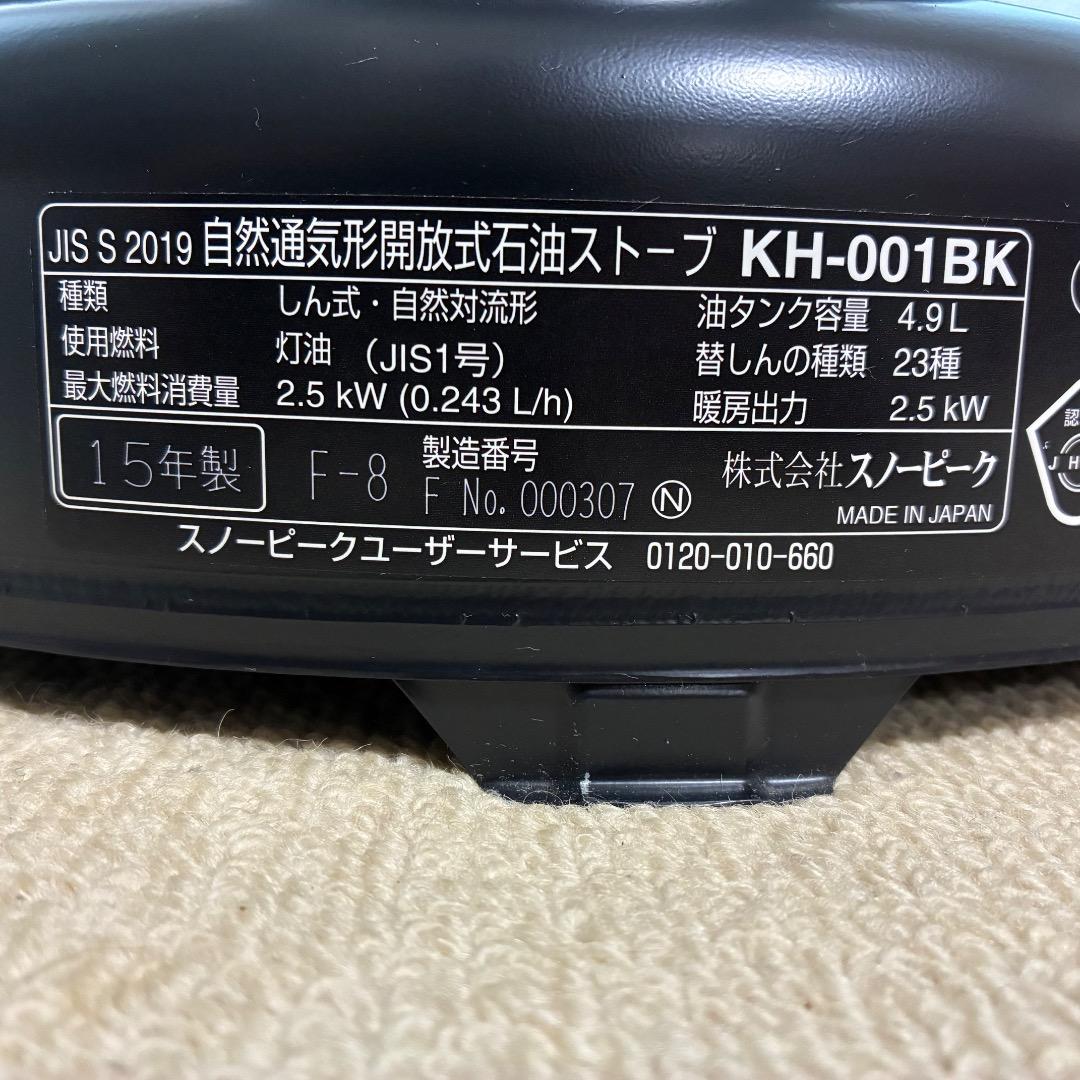 JIS S 2019 自然通気形開放式石油ストーブ KH-001BK
種類 しん式・自然対流形 油タンク容量 4.9L
使用燃料 灯油 (JIS1号) 替しんの種類 23種
最大燃料消費量 2.5 kW (0.243 L/h) 暖房出力 2.5 kW
15年製 F-8 製造番号 F No. 000307 Ⓝ 株式会社スノーピーク
MADE IN JAPAN
スノーピークユーザーサービス 0120-010-660
認
J H